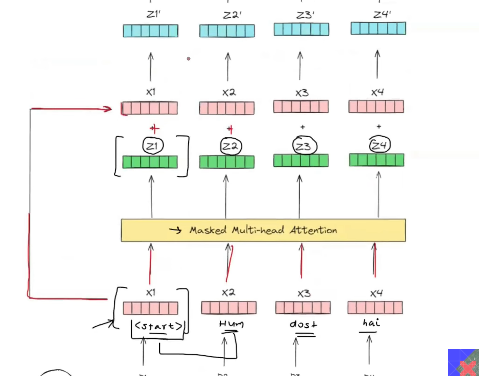 Z1' Z2' Z3' Z4'
X1 X2 X3 X4
+ + + +
Z1 Z2 Z3 Z4
→ Masked Multi-head Attention
X1 X2 X3 X4
<start> Hum dost hai